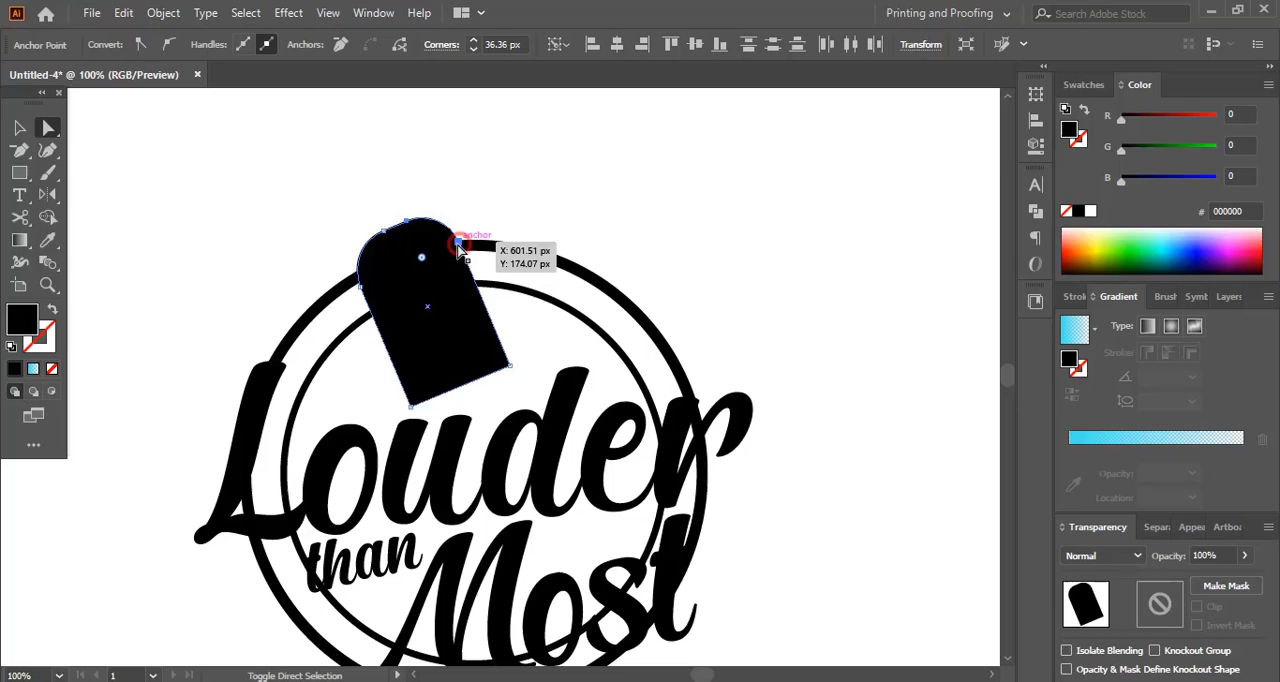 Ai File Edit Object Type Select Effect View Window Help Printing and Proofing Search Adobe Stock
Anchor Point Convert: Handles: Anchors: Corners: 36.36 px Transform
Untitled-4* @ 100% (RGB/Preview)
Swatches Color
R 0
G 0
B 0
# 000000
anchor
X: 601.51 px
Y: 174.07 px
Strok Gradient Brush Symb Layers
Type:
Stroke:
Opacity:
Location:
Louder
than
Most
Transparency Separ Appea Artboa
Normal Opacity: 100%
Make Mask
Clip
Invert Mask
Isolate Blending Knockout Group
Opacity & Mask Define Knockout Shape
100% 1 Toggle Direct Selection